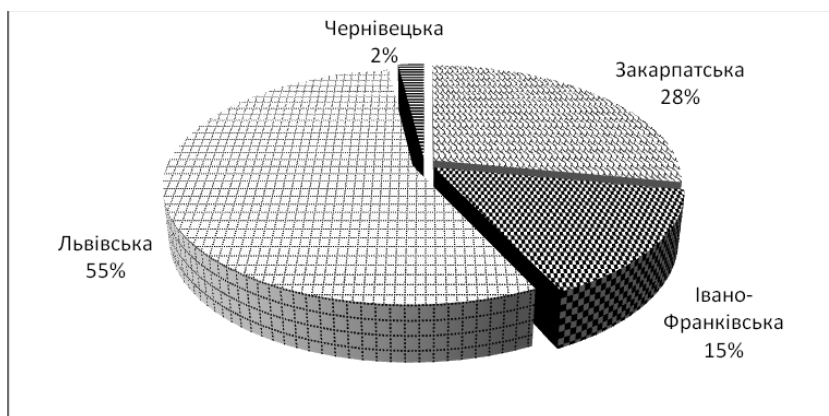 Чернівецька
2%
Закарпатська
28%
Львівська
55%
Івано-
Франківська
15%